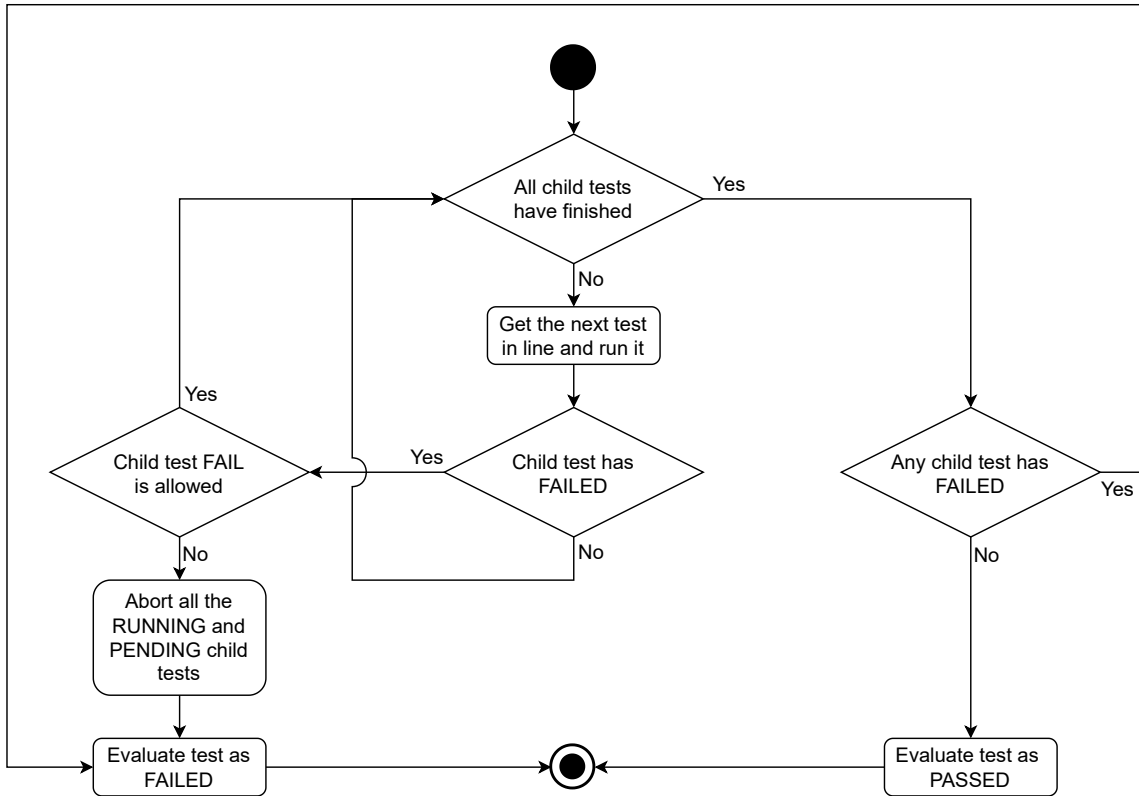 All child tests
have finished
Yes
No
Get the next test
in line and run it
Yes
Child test FAIL
is allowed
Yes
Child test has
FAILED
Any child test has
FAILED
Yes
No
No
No
Abort all the
RUNNING and
PENDING child
tests
Evaluate test as
FAILED
Evaluate test as
PASSED